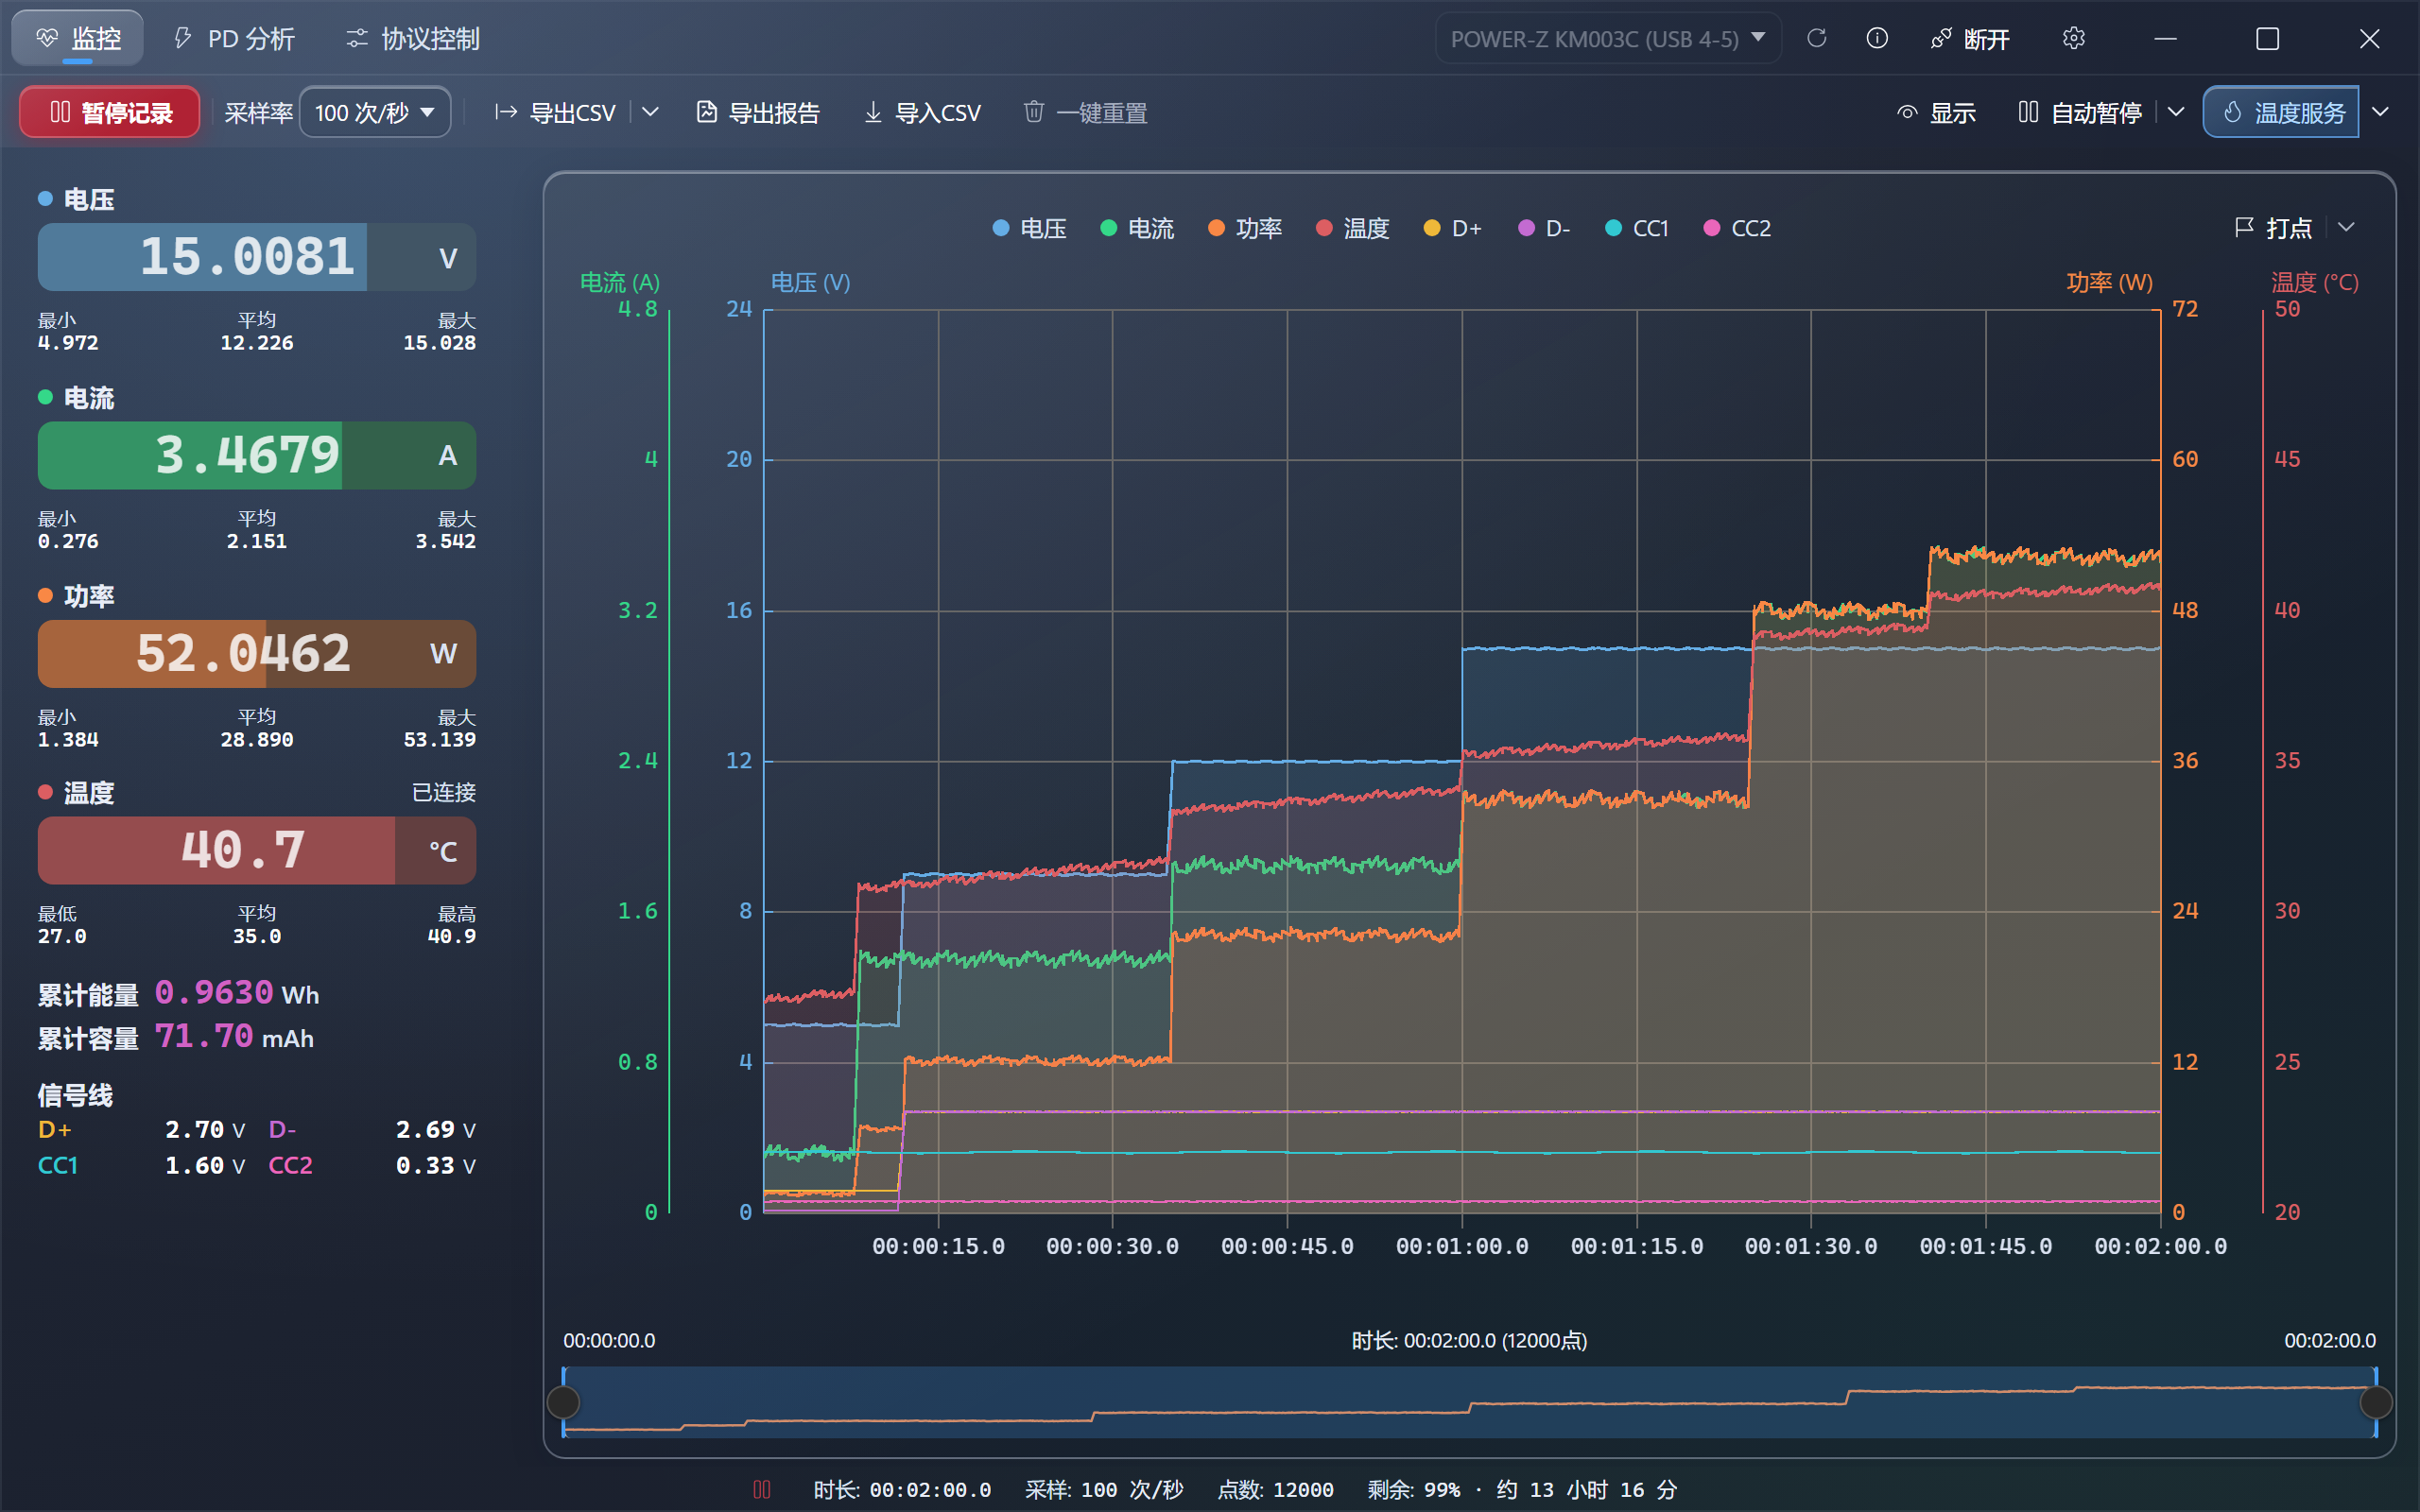 监控 PD 分析 协议控制 POWER-Z KM003C (USB 4-5) 断开
暂停记录 采样率 100 次/秒 导出CSV 导出报告 导入CSV 一键重置 显示 自动暂停 温度服务
电压
15.0081 V
最小 平均 最大
4.972 12.226 15.028
电流
3.4679 A
最小 平均 最大
0.276 2.151 3.542
功率
52.0462 W
最小 平均 最大
1.384 28.890 53.139
温度 已连接
40.7 °C
最低 平均 最高
27.0 35.0 40.9
累计能量 0.9630 Wh
累计容量 71.70 mAh
信号线
D+ 2.70 V D- 2.69 V
CC1 1.60 V CC2 0.33 V
电压 电流 功率 温度 D+ D- CC1 CC2 打点
电流 (A) 电压 (V) 功率 (W) 温度 (°C)
4.8 24 72 50
4 20 60 45
3.2 16 48 40
2.4 12 36 35
1.6 8 24 30
0.8 4 12 25
0 0 0 20
00:00:15.0 00:00:30.0 00:00:45.0 00:01:00.0 00:01:15.0 00:01:30.0 00:01:45.0 00:02:00.0
00:00:00.0 时长: 00:02:00.0 (12000点) 00:02:00.0
时长: 00:02:00.0 采样: 100 次/秒 点数: 12000 剩余: 99% · 约 13 小时 16 分